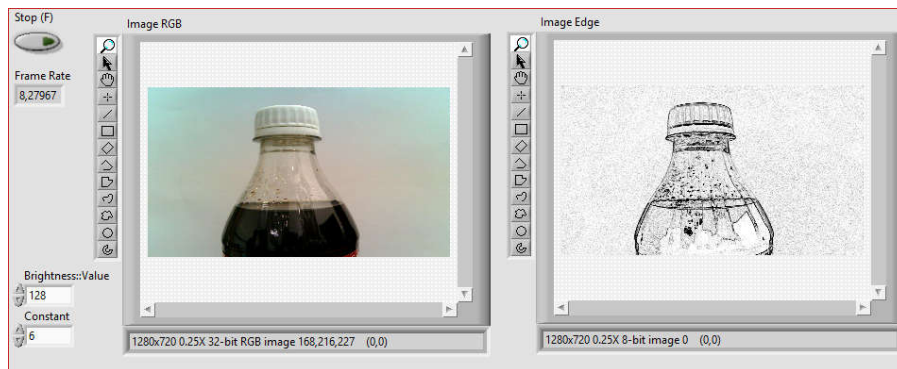 Stop (F)
Image RGB
Image Edge
Frame Rate
8,27967
Brightness::Value
128
Constant
6
1280x720 0.25X 32-bit RGB image 168,216,227 (0,0)
1280x720 0.25X 8-bit image 0 (0,0)